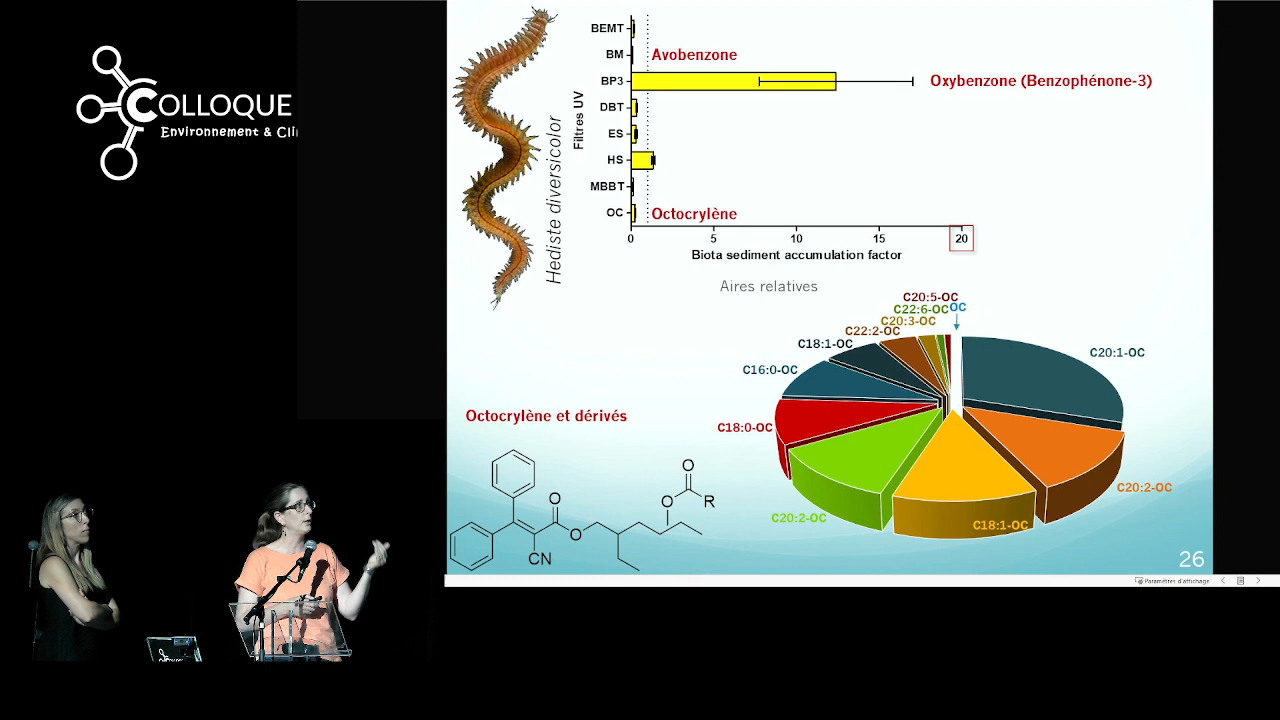 COLLOQUE
Environnement & Cli
Hediste diversicolor
Filtres UV
BEMT
BM
Avobenzone
BP3
Oxybenzone (Benzophénone-3)
DBT
ES
HS
MBBT
OC
Octocrylène
0
5
10
15
20
Biota sediment accumulation factor
Aires relatives
C20:5-OC
C22:6-OC
OC
C20:3-OC
C22:2-OC
C18:1-OC
C16:0-OC
C18:0-OC
C20:2-OC
C18:1-OC
C20:2-OC
C20:1-OC
Octocrylène et dérivés
O
O
CN
O
O
R
26
Paramètres d'affichage